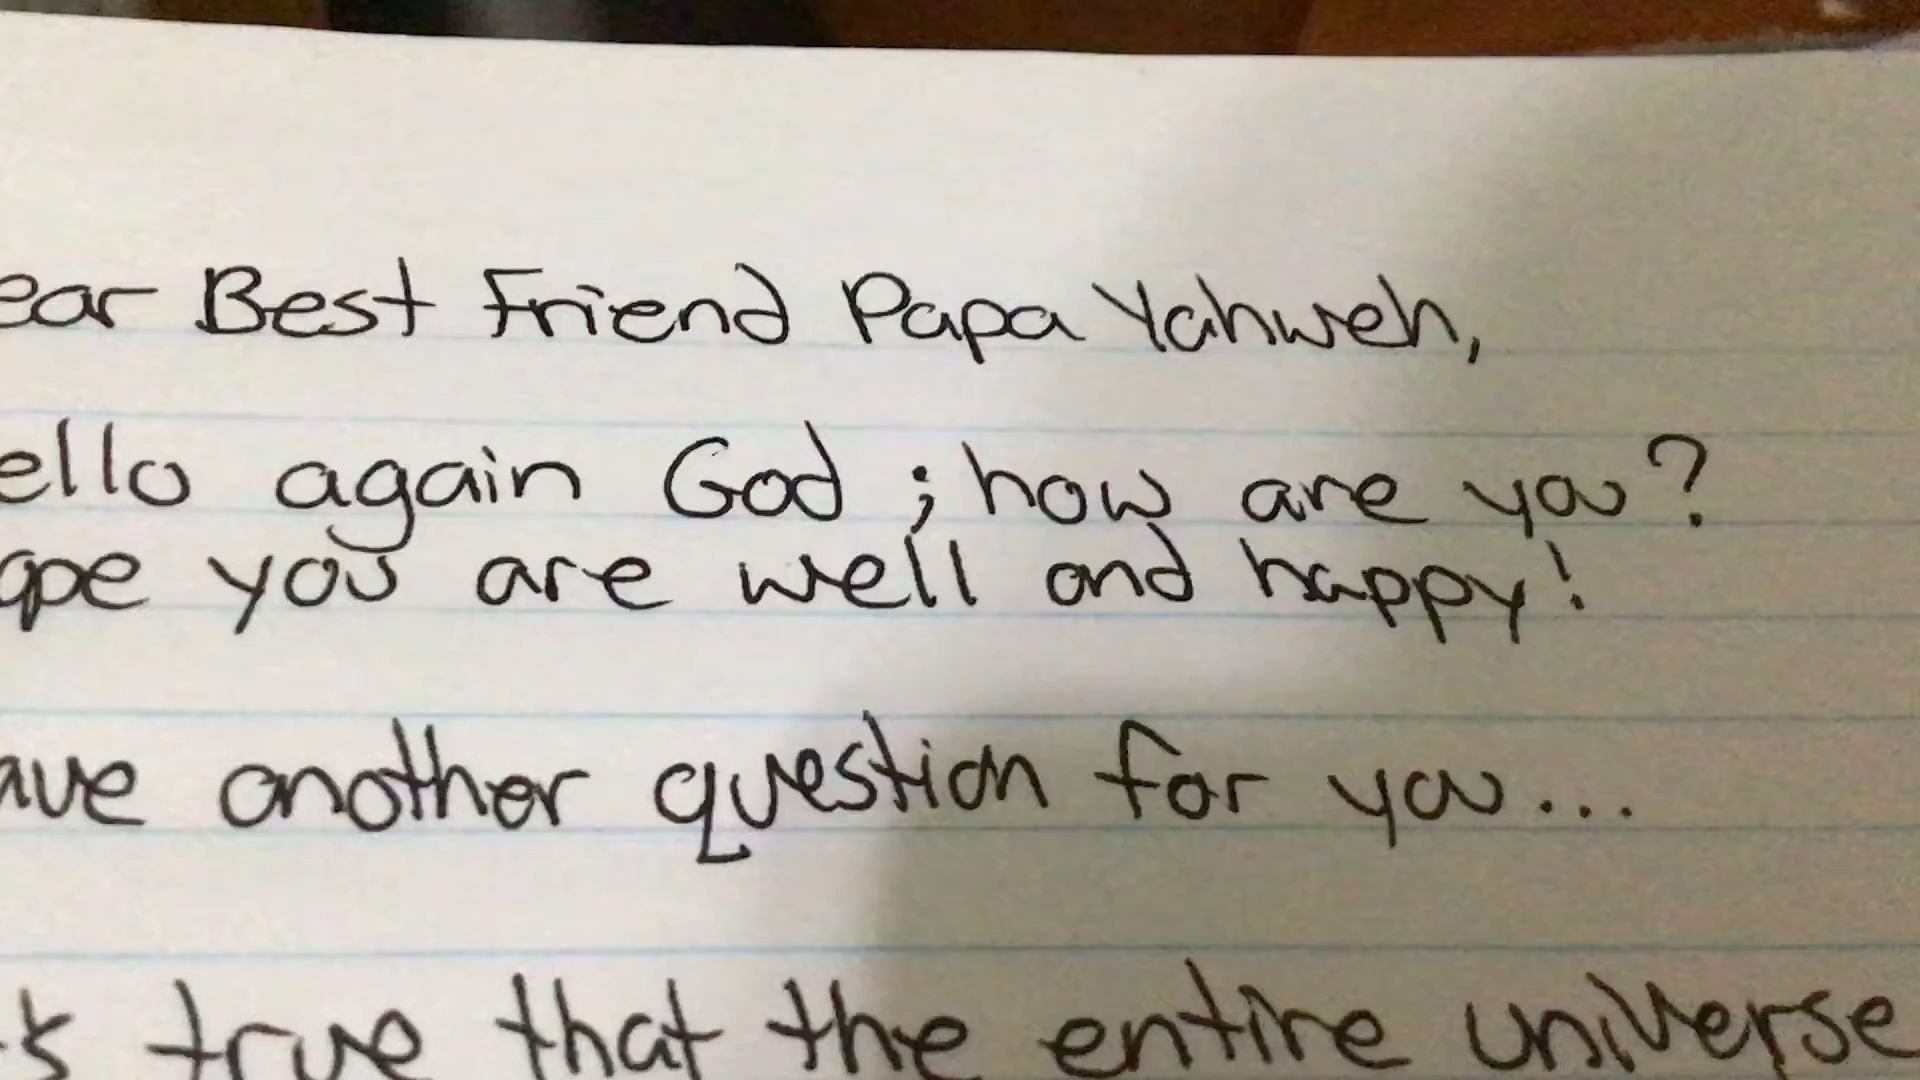 ear Best Friend Papa Yahweh,
ello again God ; how are you?
ope you are well and happy!
ave another question for you...
s true that the entire universe